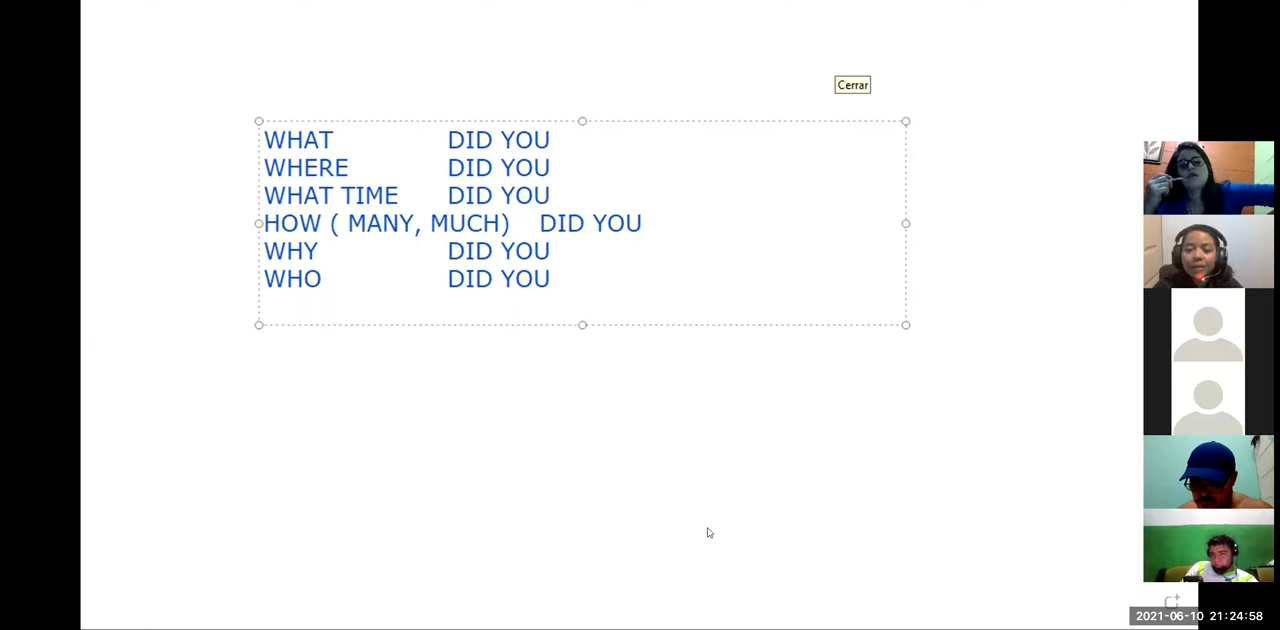 Cerrar
WHAT DID YOU
WHERE DID YOU
WHAT TIME DID YOU
HOW ( MANY, MUCH) DID YOU
WHY DID YOU
WHO DID YOU
2021-06-10 21:24:58